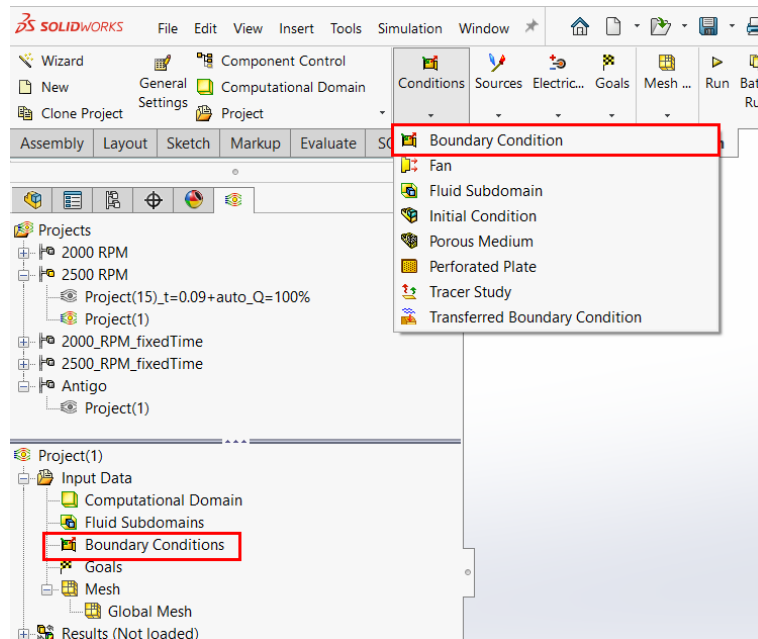 SOLIDWORKS File Edit View Insert Tools Simulation Window
Wizard
New
Clone Project
General Settings
Component Control
Computational Domain
Project
Conditions Sources Electric... Goals Mesh ... Run
Assembly Layout Sketch Markup Evaluate
Boundary Condition
Fan
Fluid Subdomain
Initial Condition
Porous Medium
Perforated Plate
Tracer Study
Transferred Boundary Condition
Projects
2000 RPM
2500 RPM
Project(15)_t=0.09+auto_Q=100%
Project(1)
2000_RPM_fixedTime
2500_RPM_fixedTime
Antigo
Project(1)
Project(1)
Input Data
Computational Domain
Fluid Subdomains
Boundary Conditions
Goals
Mesh
Global Mesh
Results (Not loaded)